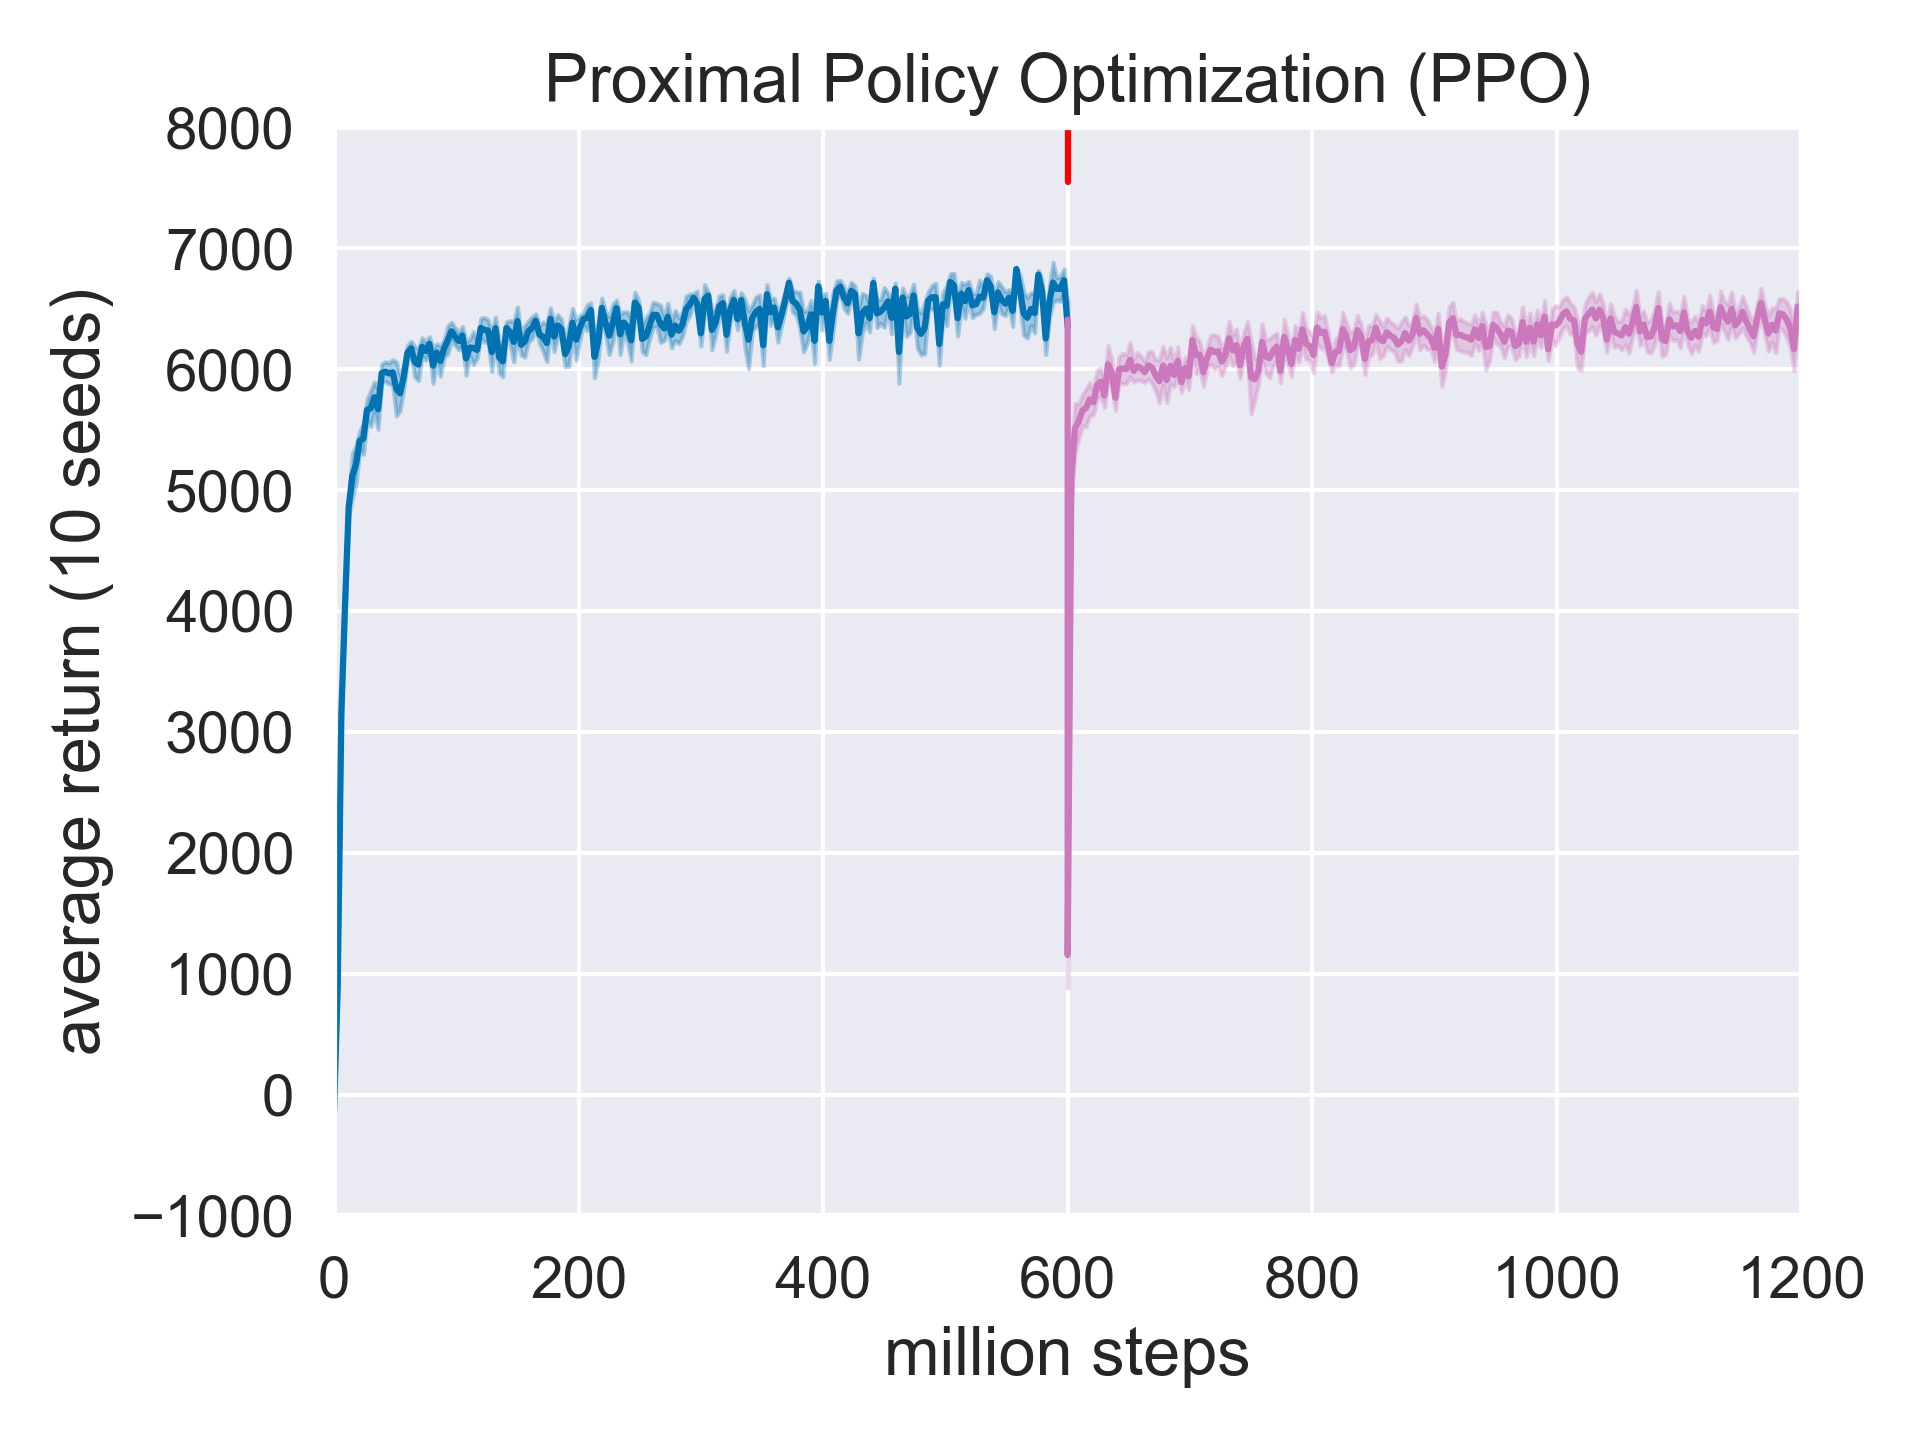 Proximal Policy Optimization (PPO)
8000
7000
6000
5000
4000
3000
2000
1000
0
−1000
average return (10 seeds)
0 200 400 600 800 1000 1200
million steps